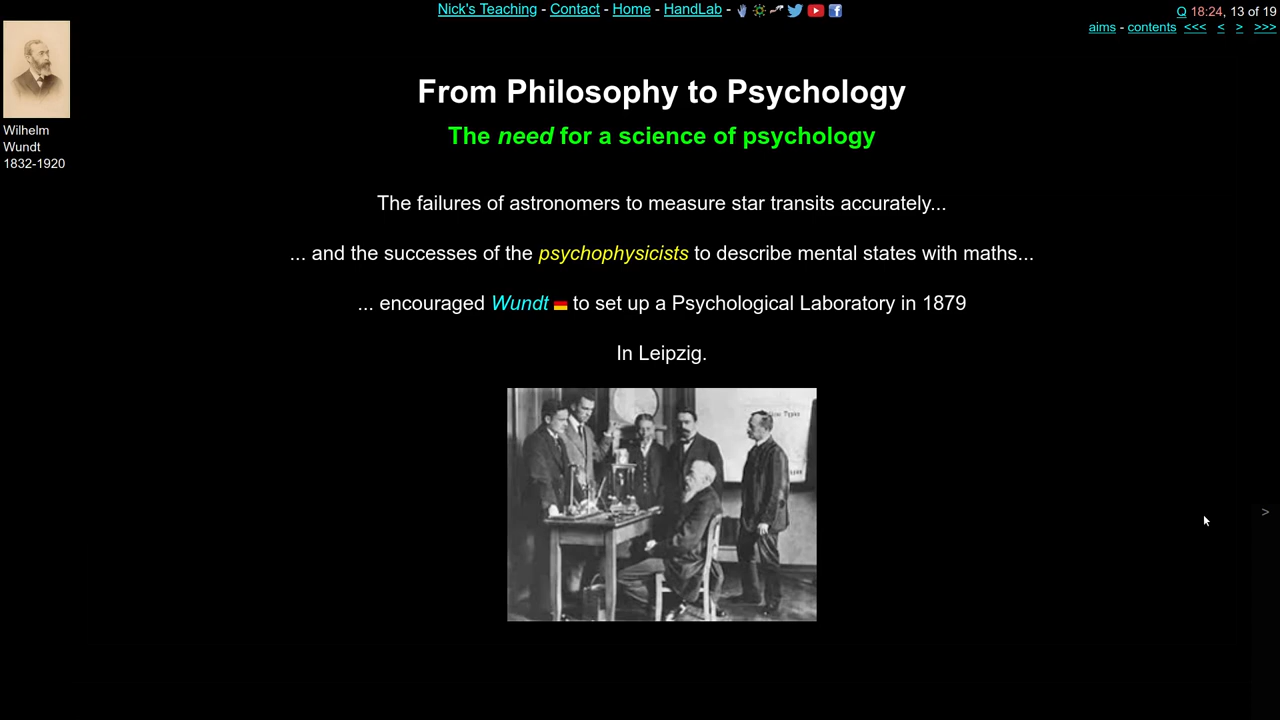 Nick's Teaching - Contact - Home - HandLab -
Q 18:24, 13 of 19
aims - contents <<< < > >>>
Wilhelm
Wundt
1832-1920
From Philosophy to Psychology
The need for a science of psychology
The failures of astronomers to measure star transits accurately...
... and the successes of the psychophysicists to describe mental states with maths...
... encouraged Wundt to set up a Psychological Laboratory in 1879
In Leipzig.
>